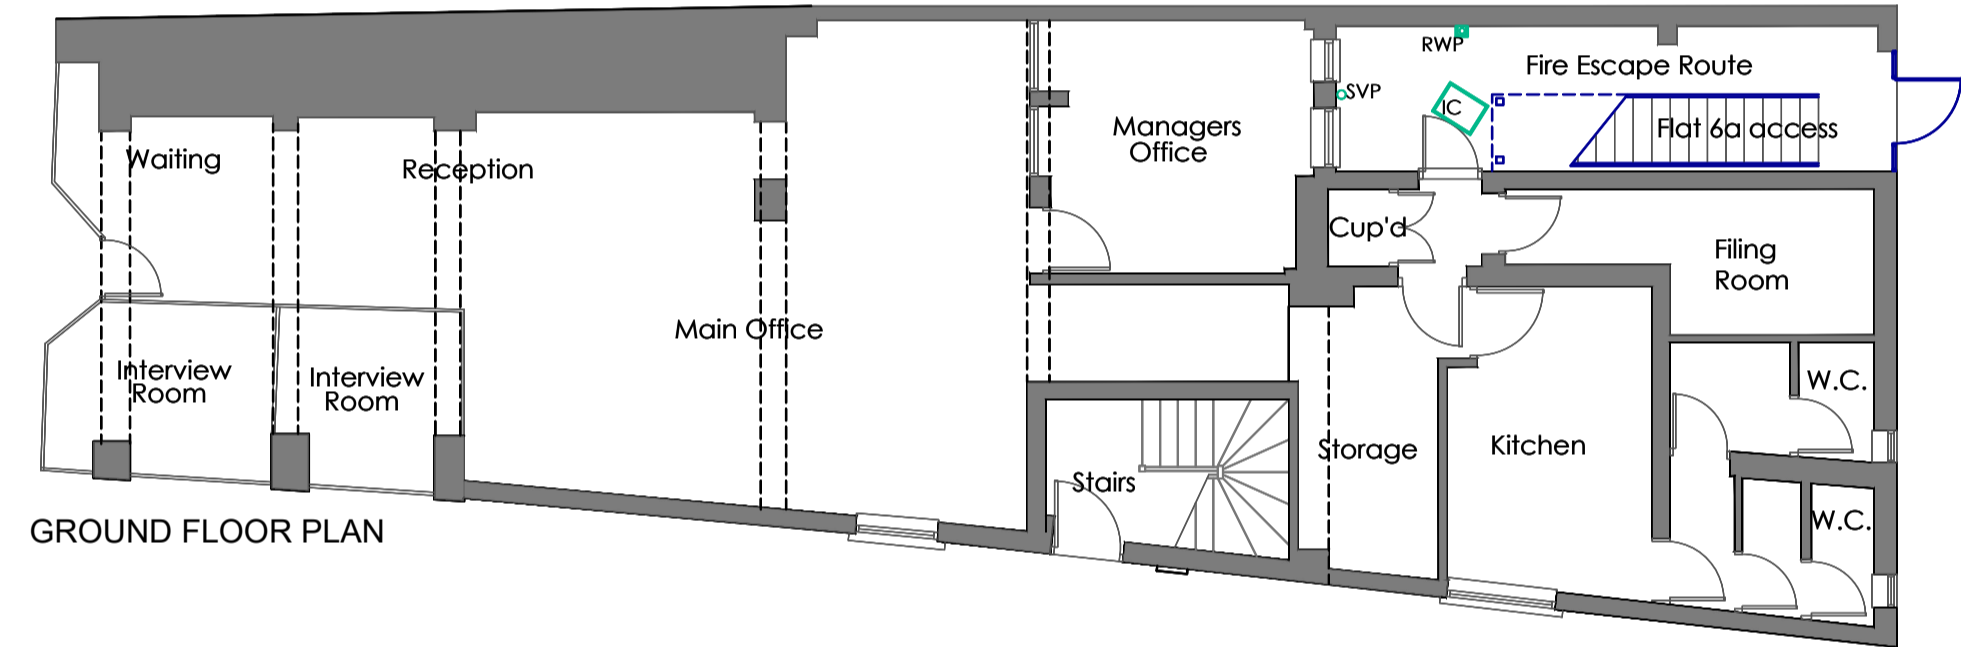 RWP
Fire Escape Route
SVP
IC
Flat 6a access
Managers
Office
Waiting
Reception
Cup'd
Filing
Room
Main Office
Interview
Room
Interview
Room
W.C.
Storage
Kitchen
Stairs
W.C.
GROUND FLOOR PLAN